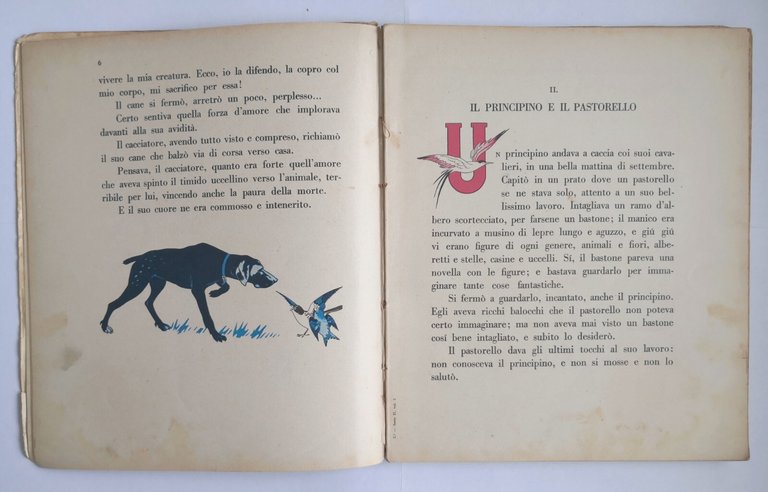 6
vivere la mia creatura. Ecco, io la difendo, la copro col
mio corpo, mi sacrifico per essa!
Il cane si fermò, arretrò un poco, perplesso...
Certo sentiva quella forza d'amore che implorava
davanti alla sua avidità.
Il cacciatore, avendo tutto visto e compreso, richiamò
il suo cane che balzò via di corsa verso casa.
Pensava, il cacciatore, quanto era forte quell'amore
che aveva spinto il timido uccellino verso l'animale, ter-
ribile per lui, vincendo anche la paura della morte.
E il suo cuore ne era commosso e intenerito.
II.
IL PRINCIPINO E IL PASTORELLO
UN principino andava a caccia coi suoi cava-
lieri, in una bella mattina di settembre.
Capitò in un prato dove un pastorello
se ne stava solo, attento a un suo bel-
lissimo lavoro. Intagliava un ramo d'al-
bero scortecciato, per farsene un bastone; il manico era
incurvato a musino di lepre lungo e aguzzo, e giú giú
vi erano figure di ogni genere, animali e fiori, albe-
retti e stelle, casine e uccelli. Sí, il bastone pareva una
novella con le figure; e bastava guardarlo per imma-
ginare tante cose fantastiche.
Si fermò a guardarlo, incantato, anche il principino.
Egli aveva ricchi balocchi che il pastorello non poteva
certo immaginare; ma non aveva mai visto un bastone
cosí bene intagliato, e subito lo desiderò.
Il pastorello dava gli ultimi tocchi al suo lavoro:
non conosceva il principino, e non si mosse e non lo
salutò.